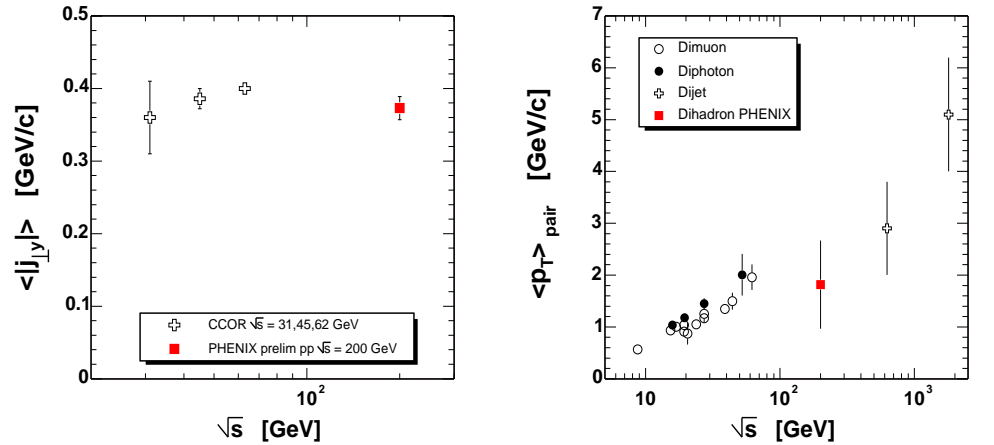 0.5
0.4
0.3
0.2
0.1
0
<|j⊥y|> [GeV/c]
CCOR √s = 31,45,62 GeV
PHENIX prelim pp √s = 200 GeV
10²
√s [GeV]
7
6
5
4
3
2
1
0
<pT> pair [GeV/c]
Dimuon
Diphoton
Dijet
Dihadron PHENIX
10 10² 10³
√s [GeV]